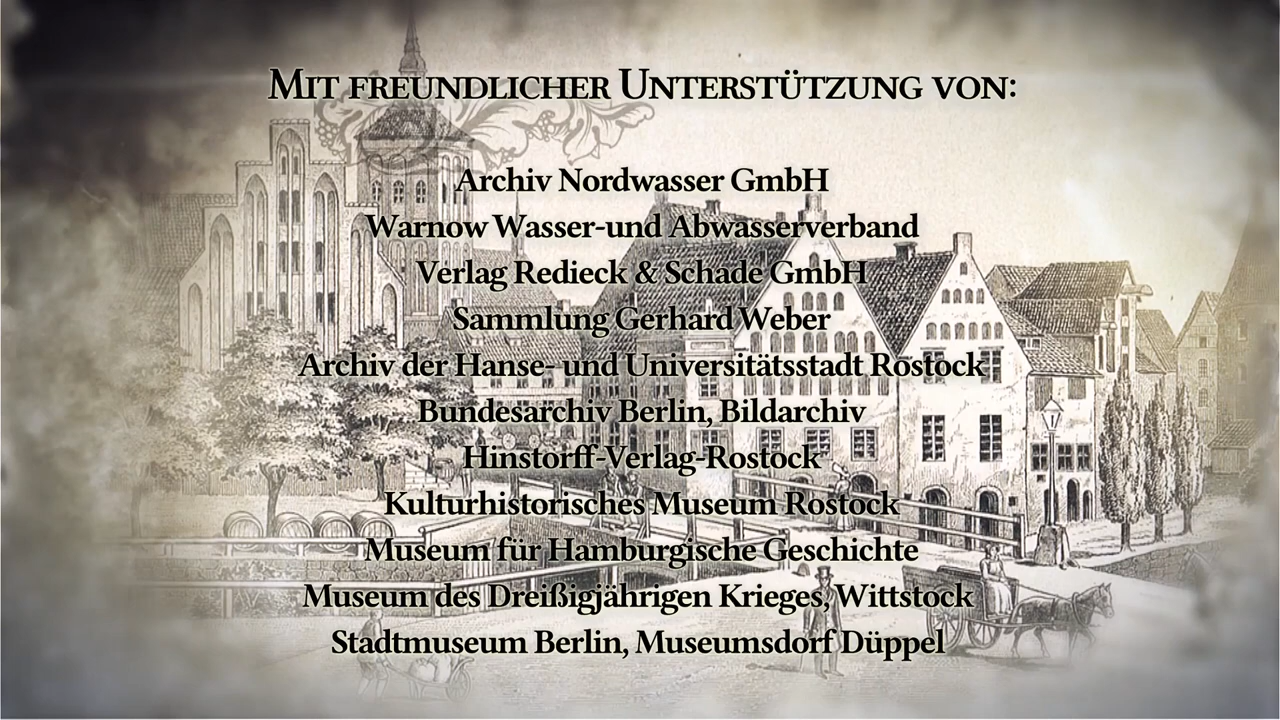 Mit freundlicher Unterstützung von:
Archiv Nordwasser GmbH
Warnow Wasser-und Abwasserverband
Verlag Redieck & Schade GmbH
Sammlung Gerhard Weber
Archiv der Hanse- und Universitätsstadt Rostock
Bundesarchiv Berlin, Bildarchiv
Hinstorff-Verlag-Rostock
Kulturhistorisches Museum Rostock
Museum für Hamburgische Geschichte
Museum des Dreißigjährigen Krieges, Wittstock
Stadtmuseum Berlin, Museumsdorf Düppel